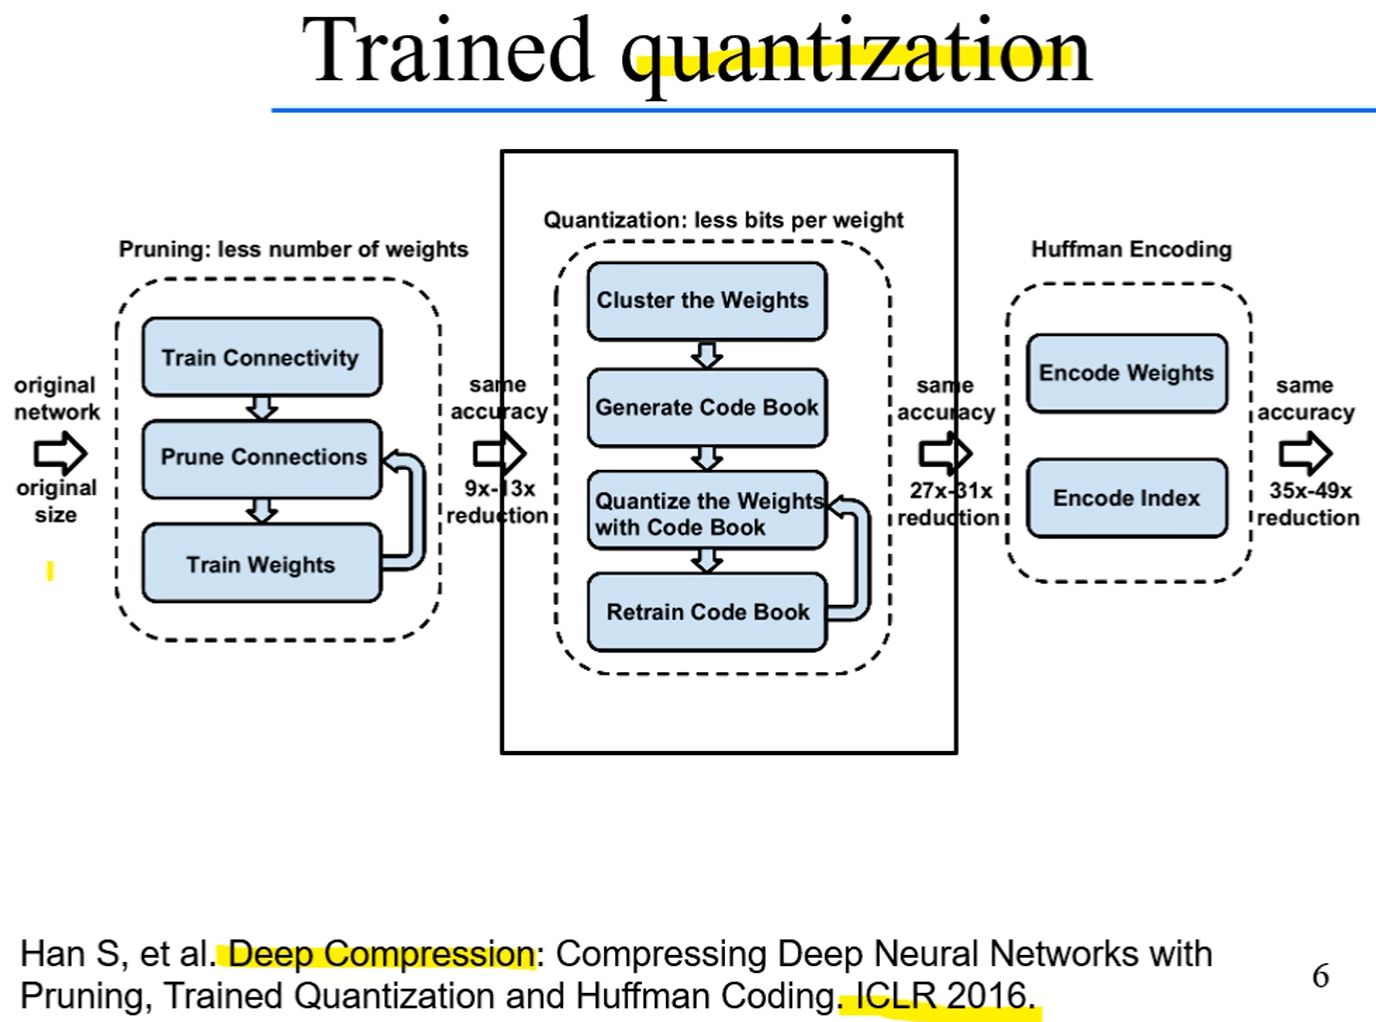 Trained quantization
Pruning: less number of weights
Train Connectivity
Prune Connections
Train Weights
original
network
original
size
same
accuracy
9x-13x
reduction
Quantization: less bits per weight
Cluster the Weights
Generate Code Book
Quantize the Weights
with Code Book
Retrain Code Book
same
accuracy
27x-31x
reduction
Huffman Encoding
Encode Weights
Encode Index
same
accuracy
35x-49x
reduction
Han S, et al. Deep Compression: Compressing Deep Neural Networks with
Pruning, Trained Quantization and Huffman Coding. ICLR 2016.
6